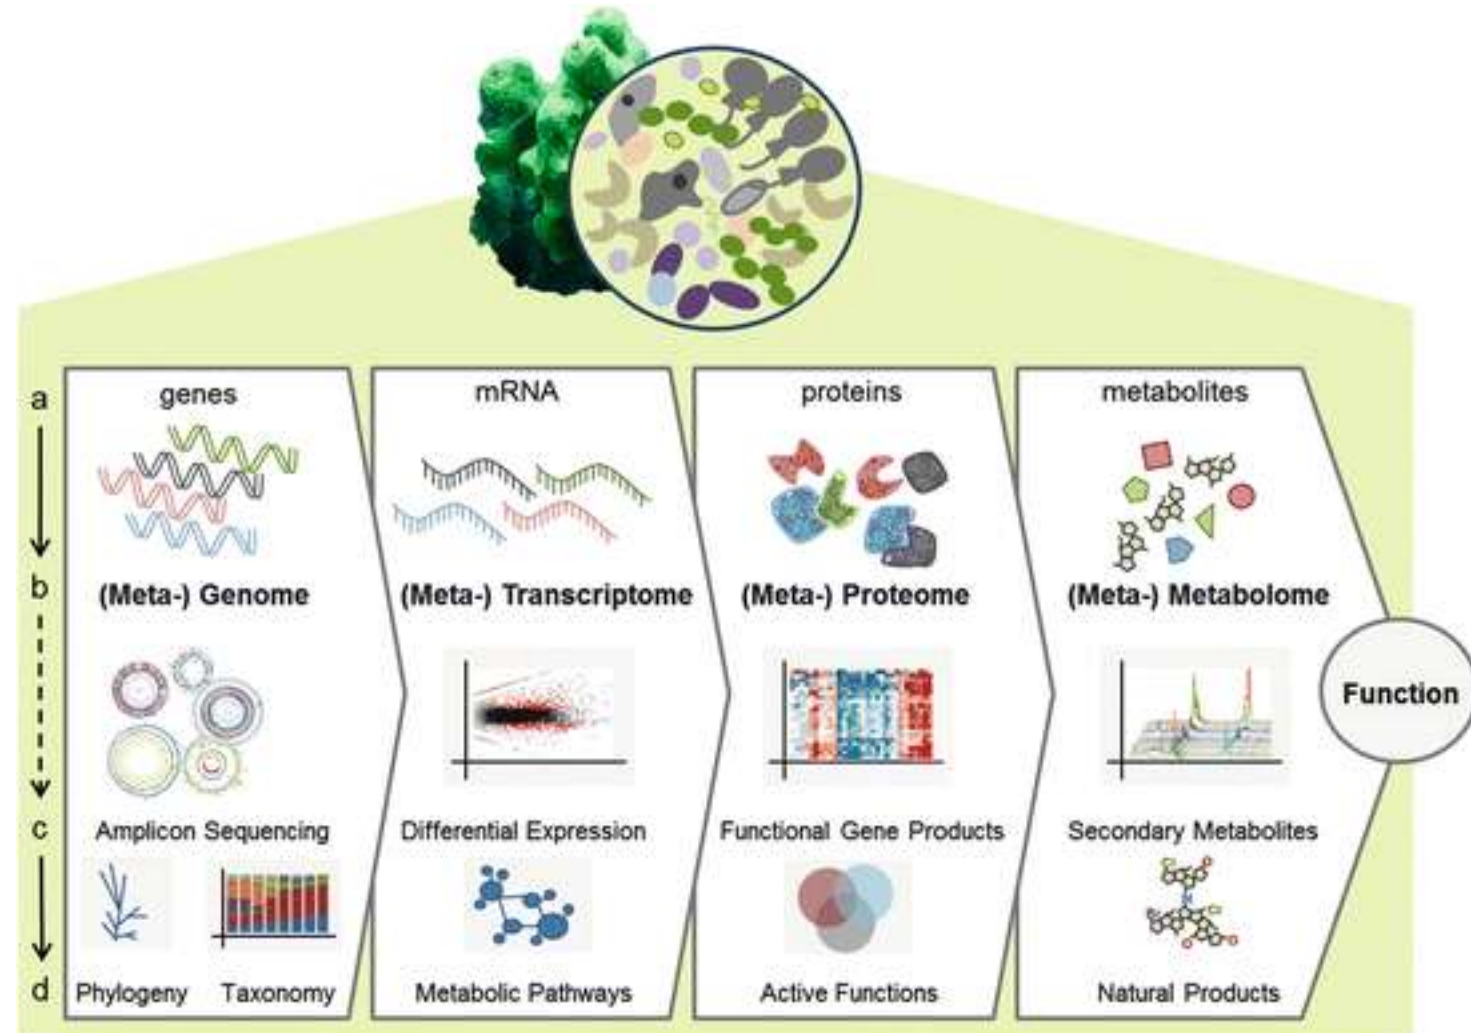 a
genes
mRNA
proteins
metabolites
b
(Meta-) Genome
(Meta-) Transcriptome
(Meta-) Proteome
(Meta-) Metabolome
Function
c
Amplicon Sequencing
Differential Expression
Functional Gene Products
Secondary Metabolites
d
Phylogeny
Taxonomy
Metabolic Pathways
Active Functions
Natural Products